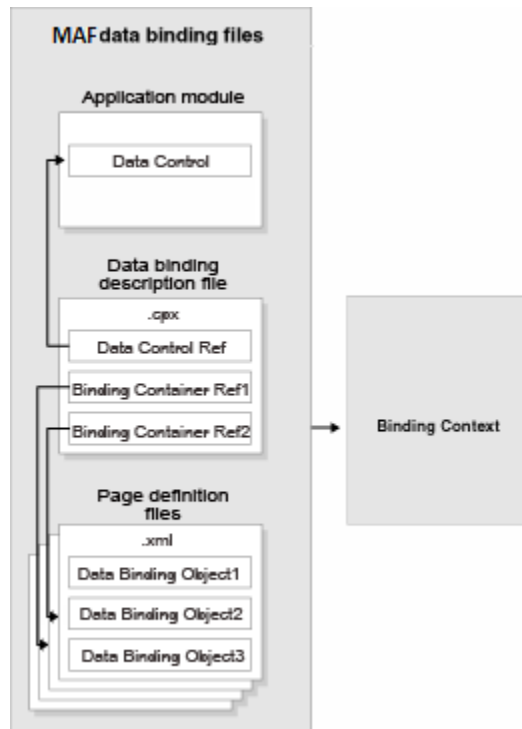 MAF data binding files
Application module
Data Control
Data binding
description file
.cpx
Data Control Ref
Binding Container Ref1
Binding Container Ref2
Binding Context
Page definition
files
.xml
Data Binding Object1
Data Binding Object2
Data Binding Object3